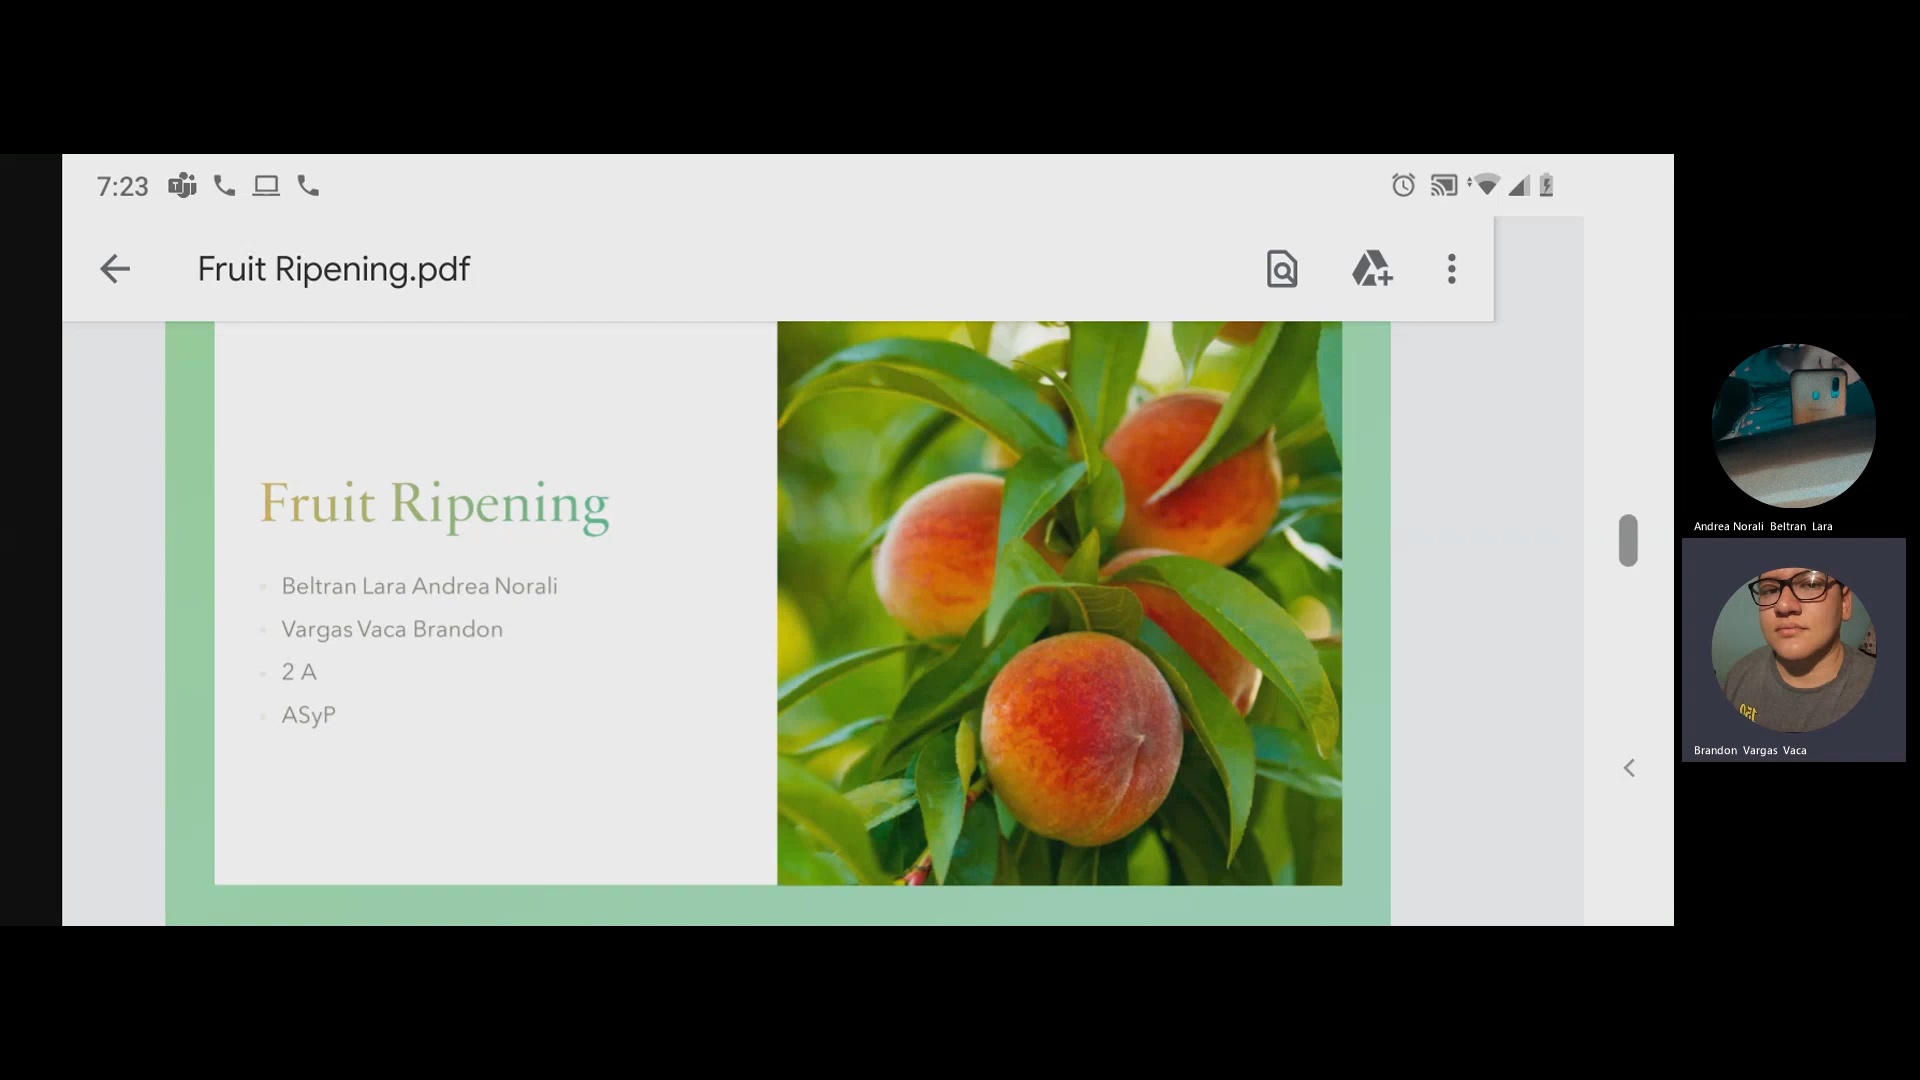 7:23
Fruit Ripening.pdf
Fruit Ripening
Beltran Lara Andrea Norali
Vargas Vaca Brandon
2 A
ASyP
Andrea Norali Beltran Lara
Brandon Vargas Vaca